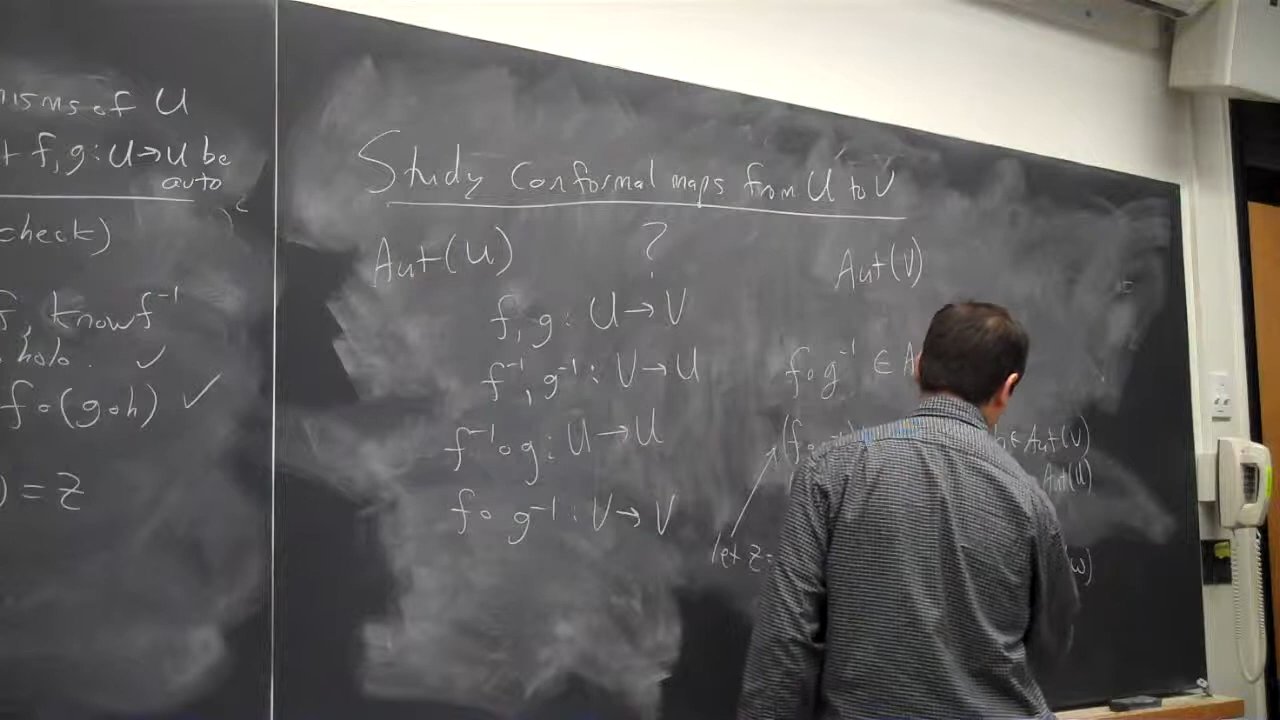 of U
f, g : U → U be
auto
check)
f, know f⁻¹
holo. ✓
f ∘ (g ∘ h) ✓
) = z
Study Conformal maps from U to V
Aut(U) ? Aut(V)
f, g : U → V
f⁻¹, g⁻¹ : V → U
f⁻¹ ∘ g : U → U
f ∘ g⁻¹ : V → V
f ∘ g⁻¹ ∈ A
(f ∘ ∈ Aut(V)
Aut(U)
let z =
w)